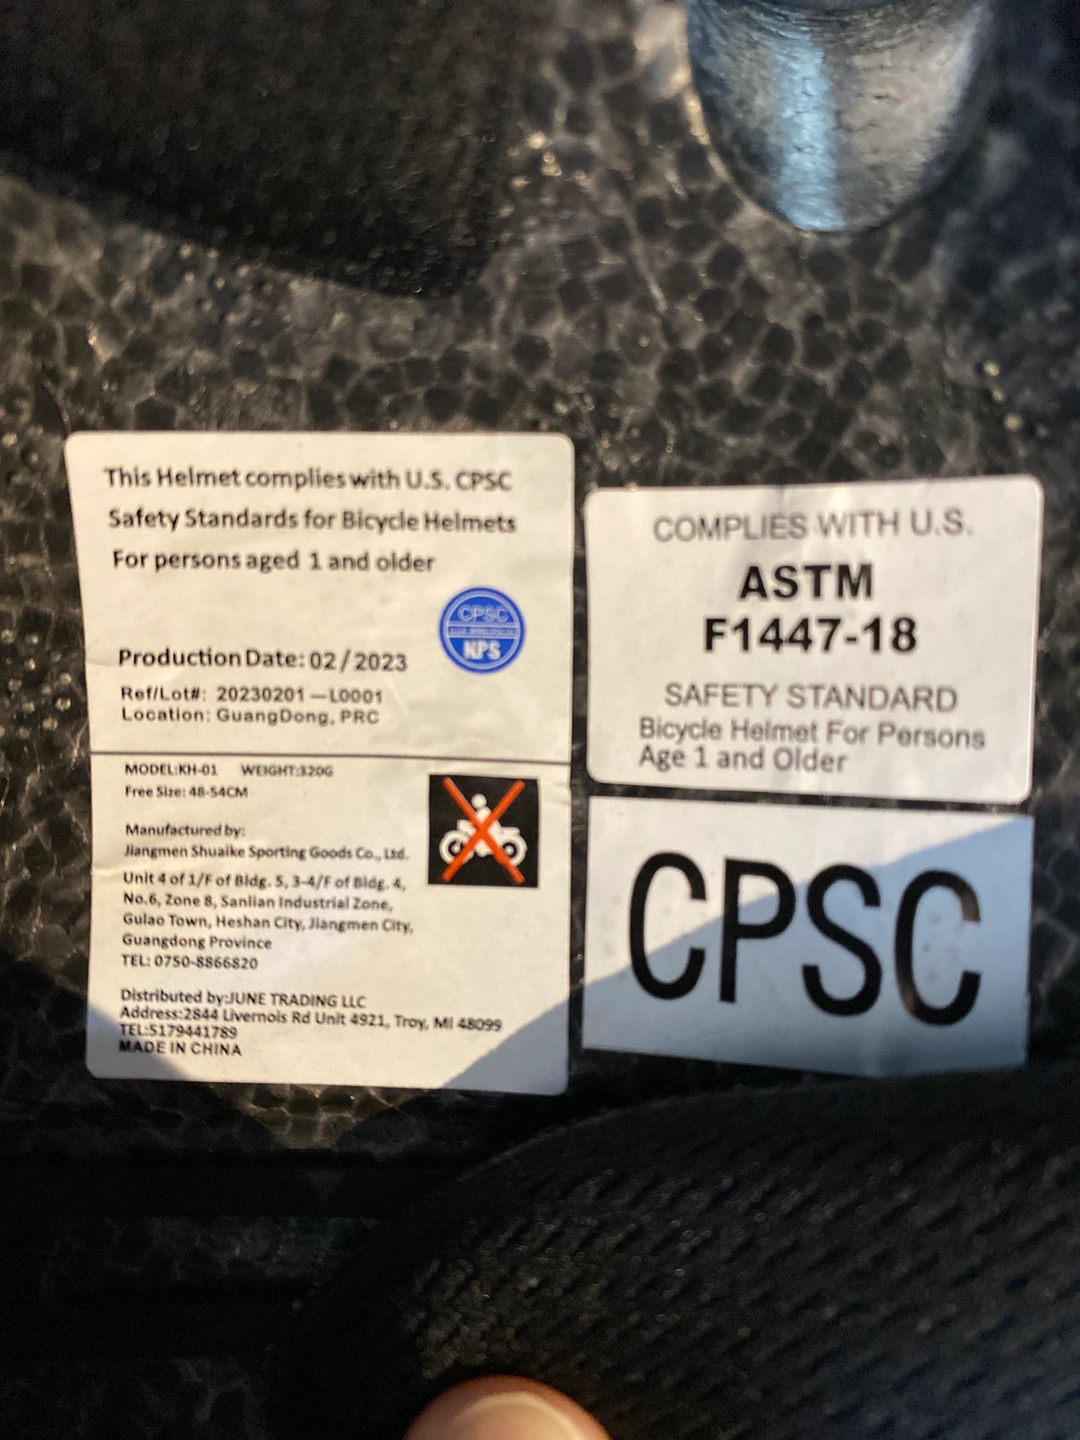 This Helmet complies with U.S. CPSC
Safety Standards for Bicycle Helmets
For persons aged 1 and older
CPSC
KPS
Production Date: 02/2023
Ref/Lot#: 20230201—L0001
Location: GuangDong, PRC
MODEL:KH-01 WEIGHT:320G
Free Size: 48-54CM
Manufactured by:
Jiangmen Shuaike Sporting Goods Co., Ltd.
Unit 4 of 1/F of Bldg. 5, 3-4/F of Bldg. 4,
No.6, Zone 8, Sanlian Industrial Zone,
Gulao Town, Heshan City, Jiangmen City,
Guangdong Province
TEL: 0750-8866820
Distributed by:JUNE TRADING LLC
Address:2844 Livernois Rd Unit 4921, Troy, MI 48099
TEL:5179441789
MADE IN CHINA
COMPLIES WITH U.S.
ASTM
F1447-18
SAFETY STANDARD
Bicycle Helmet For Persons
Age 1 and Older
CPSC